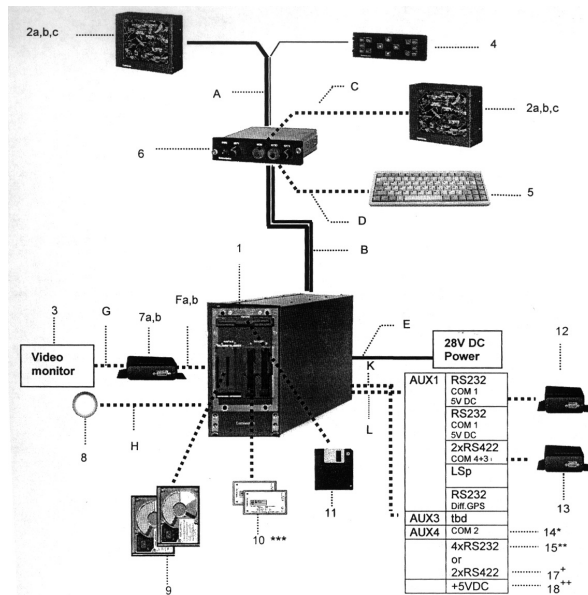 2a,b,c
4
A
C
2a,b,c
6
5
D
B
1
3
G
7a,b
Fa,b
E
12
Video
monitor
28V DC
Power
K
AUX1
RS232
COM 1
5V DC
L
RS232
COM 1
5V DC
8
H
2xRS422
COM 4+3
LSp
13
RS232
Diff.GPS
11
AUX3
tbd
AUX4
COM 2
14*
10 ***
4xRS232
15**
or
2xRS422
17+
9
+5VDC
18++